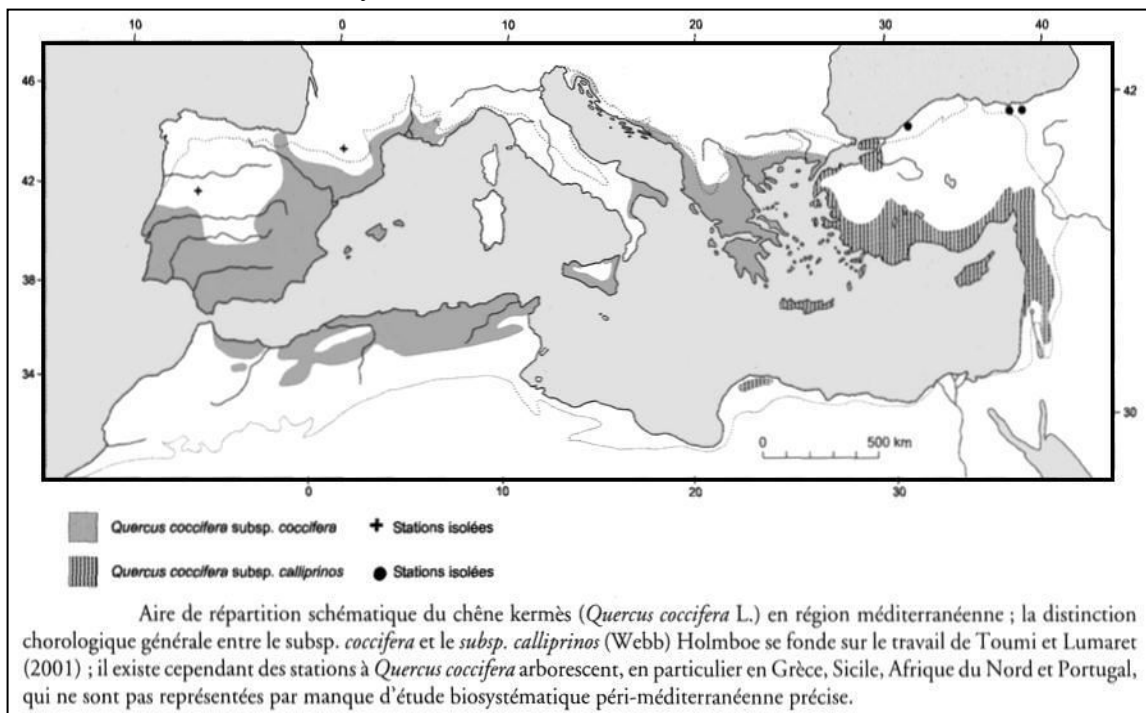 10 0 10 20 30 40
46
42
42
38
34
30
0 500 km
0 10 20 30
Quercus coccifera subsp. coccifera + Stations isolées
Quercus coccifera subsp. calliprinos ● Stations isolées
Aire de répartition schématique du chêne kermès (Quercus coccifera L.) en région méditerranéenne ; la distinction
chorologique générale entre le subsp. coccifera et le subsp. calliprinos (Webb) Holmboe se fonde sur le travail de Toumi et Lumaret
(2001) ; il existe cependant des stations à Quercus coccifera arborescent, en particulier en Grèce, Sicile, Afrique du Nord et Portugal,
qui ne sont pas représentées par manque d'étude biosystématique péri-méditerranéenne précise.